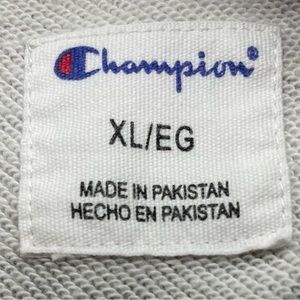 Champion®
XL/EG
MADE IN PAKISTAN
HECHO EN PAKISTAN